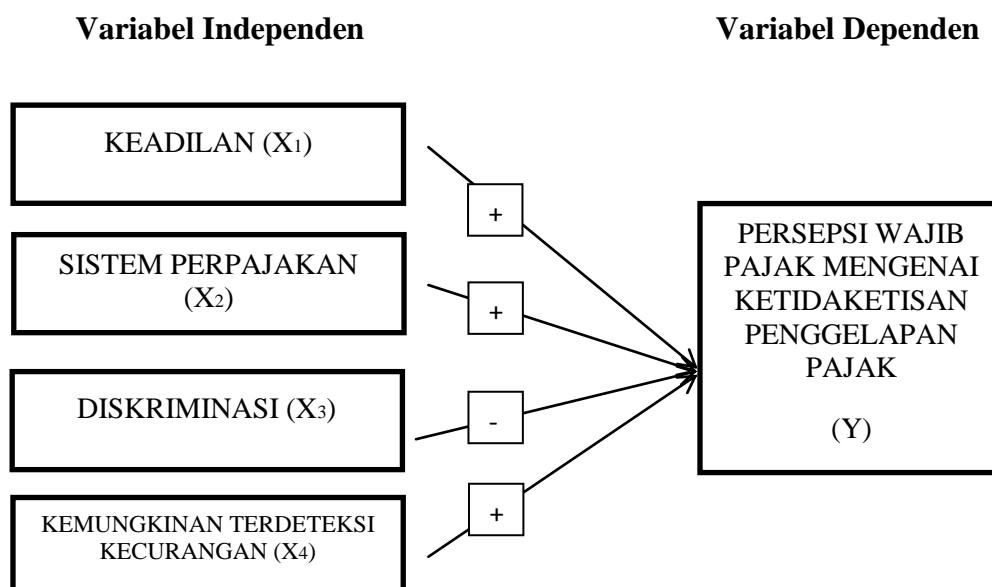 Variabel Independen
Variabel Dependen
KEADILAN (X1)
+
SISTEM PERPAJAKAN
(X2)
+
DISKRIMINASI (X3)
-
KEMUNGKINAN TERDETEKSI
KECURANGAN (X4)
+
PERSEPSI WAJIB
PAJAK MENGENAI
KETIDAKETISAN
PENGGELAPAN
PAJAK
(Y)